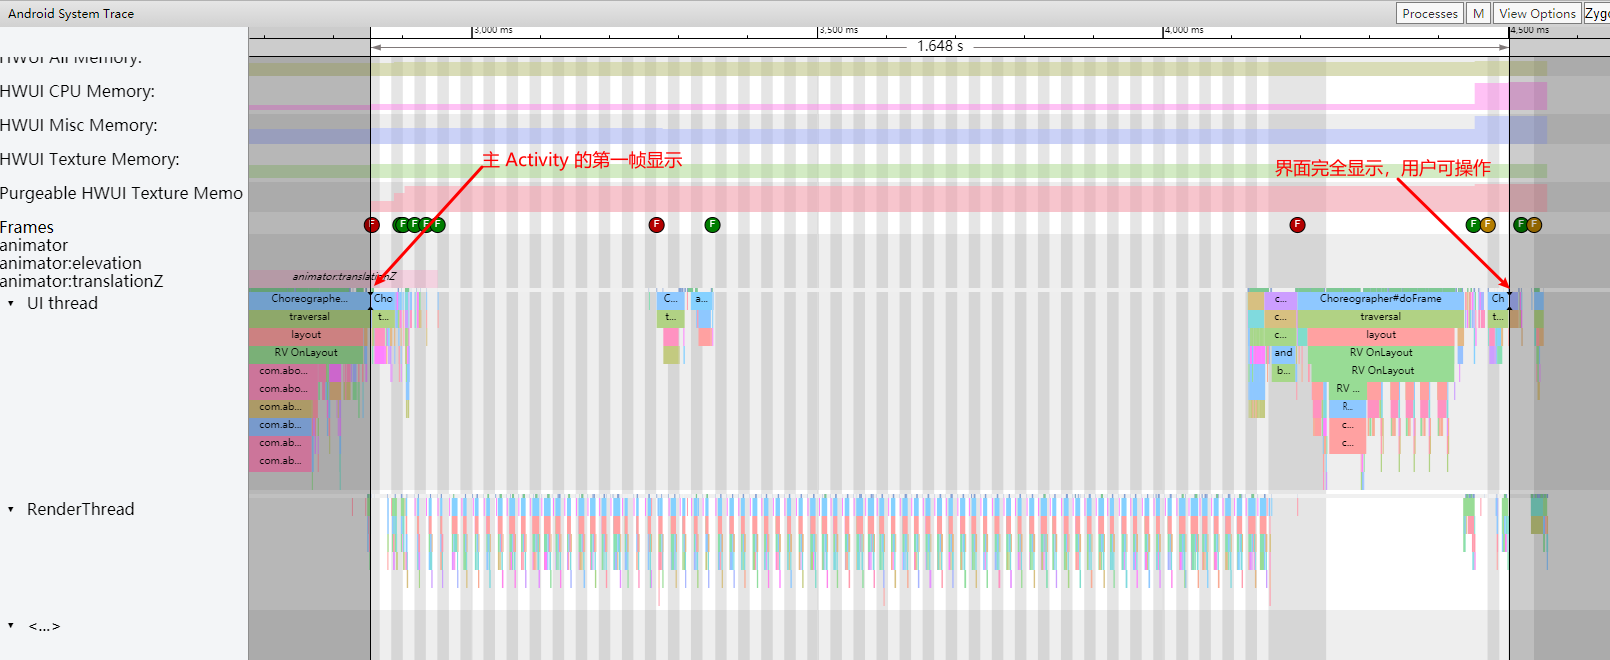 Android System Trace
Processes
M
View Options
Zyg
3,000 ms
3,500 ms
4,000 ms
4,500 ms
1.648 s
HWUI All Memory:
HWUI CPU Memory:
HWUI Misc Memory:
HWUI Texture Memory:
Purgeable HWUI Texture Memo
主 Activity 的第一帧显示
界面完全显示，用户可操作
Frames
F F F F F F F F F F F F
animator
animator:elevation
animator:translationZ
animator:translationZ
UI thread
Choreographe...
Cho
C...
a...
c...
Choreographer#doFrame
Ch
traversal
t...
t...
c...
traversal
t...
layout
c...
layout
RV OnLayout
and
RV OnLayout
com.abo...
b...
RV OnLayout
com.abo...
RV ...
com.ab...
R...
com.ab...
c...
com.ab...
c...
com.ab...
RenderThread
<...>